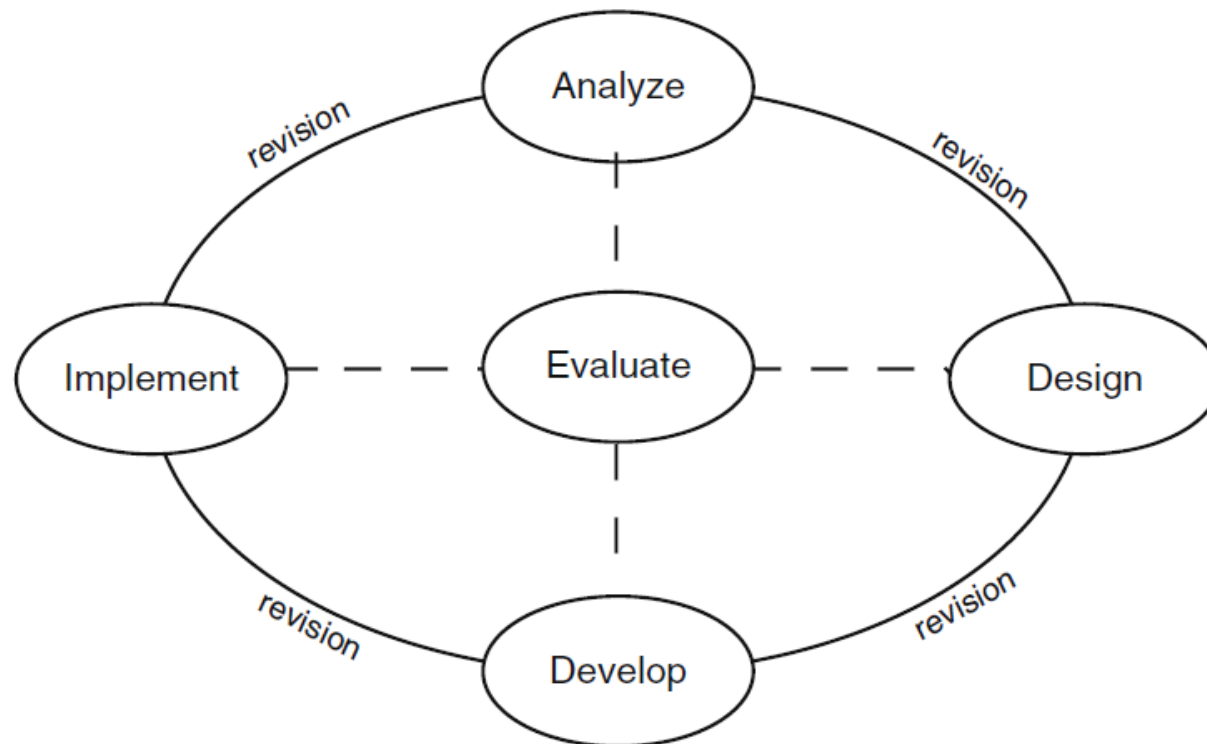 Analyze
revision
revision
Implement
Evaluate
Design
revision
revision
Develop